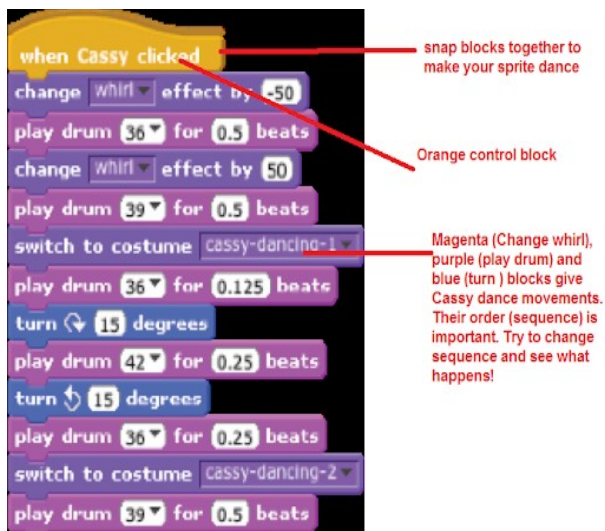 when Cassy clicked
change whirl effect by -50
play drum 36 for 0.5 beats
change whirl effect by 50
play drum 39 for 0.5 beats
switch to costume cassy-dancing-1
play drum 36 for 0.125 beats
turn 15 degrees
play drum 42 for 0.25 beats
turn 15 degrees
play drum 36 for 0.25 beats
switch to costume cassy-dancing-2
play drum 39 for 0.5 beats
snap blocks together to
make your sprite dance
Orange control block
Magenta (Change whirl),
purple (play drum) and
blue (turn ) blocks give
Cassy dance movements.
Their order (sequence) is
important. Try to change
sequence and see what
happens!